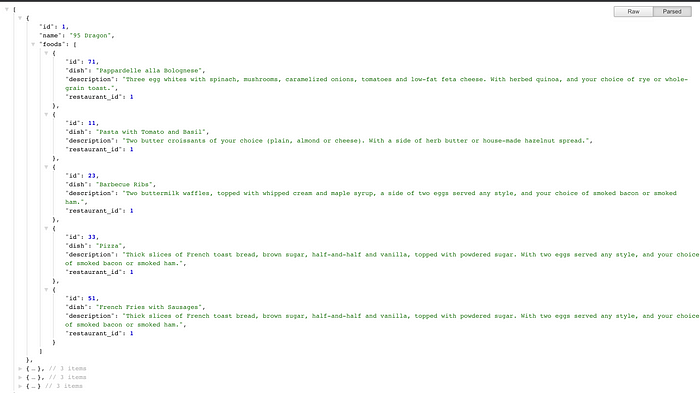 Raw Parsed
[
{
"id": 1,
"name": "95 Dragon",
"foods": [
{
"id": 71,
"dish": "Pappardelle alla Bolognese",
"description": "Three egg whites with spinach, mushrooms, caramelized onions, tomatoes and low-fat feta cheese. With herbed quinoa, and your choice of rye or whole-
grain toast.",
"restaurant_id": 1
},
{
"id": 11,
"dish": "Pasta with Tomato and Basil",
"description": "Two butter croissants of your choice (plain, almond or cheese). With a side of herb butter or house-made hazelnut spread.",
"restaurant_id": 1
},
{
"id": 23,
"dish": "Barbecue Ribs",
"description": "Two buttermilk waffles, topped with whipped cream and maple syrup, a side of two eggs served any style, and your choice of smoked bacon or smoked
ham.",
"restaurant_id": 1
},
{
"id": 33,
"dish": "Pizza",
"description": "Thick slices of French toast bread, brown sugar, half-and-half and vanilla, topped with powdered sugar. With two eggs served any style, and your choice
of smoked bacon or smoked ham.",
"restaurant_id": 1
},
{
"id": 51,
"dish": "French Fries with Sausages",
"description": "Thick slices of French toast bread, brown sugar, half-and-half and vanilla, topped with powdered sugar. With two eggs served any style, and your choice
of smoked bacon or smoked ham.",
"restaurant_id": 1
}
]
},
{ … }, // 3 items
{ … }, // 3 items
{ … } // 3 items